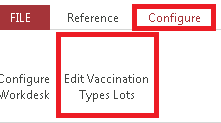 FILE Reference Configure
Configure Edit Vaccination
Workdesk Types Lots